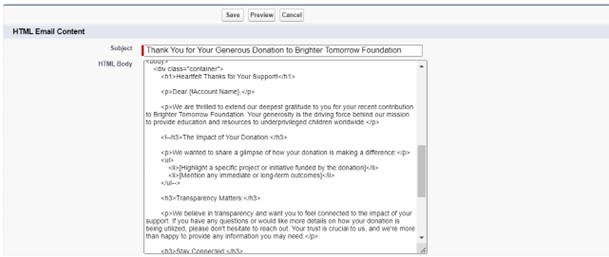 Save Preview Cancel
HTML Email Content
Subject Thank You for Your Generous Donation to Brighter Tomorrow Foundation
HTML Body
<body>
<div class="container">
<h1>Heartfelt Thanks for Your Support!</h1>
<p>Dear {!Account.Name},</p>
<p>We are thrilled to extend our deepest gratitude to you for your recent contribution
to Brighter Tomorrow Foundation. Your generosity is the driving force behind our mission
to provide education and resources to underprivileged children worldwide.</p>
<!--h3>The Impact of Your Donation:</h3>
<p>We wanted to share a glimpse of how your donation is making a difference:</p>
<ul>
<li>[Highlight a specific project or initiative funded by the donation]</li>
<li>[Mention any immediate or long-term outcomes]</li>
</ul-->
<h3>Transparency Matters:</h3>
<p>We believe in transparency and want you to feel connected to the impact of your
support. If you have any questions or would like more details on how your donation is
being utilized, please don't hesitate to reach out. Your trust is crucial to us, and we're more
than happy to provide any information you may need.</p>
<h3>Stay Connected:</h3>